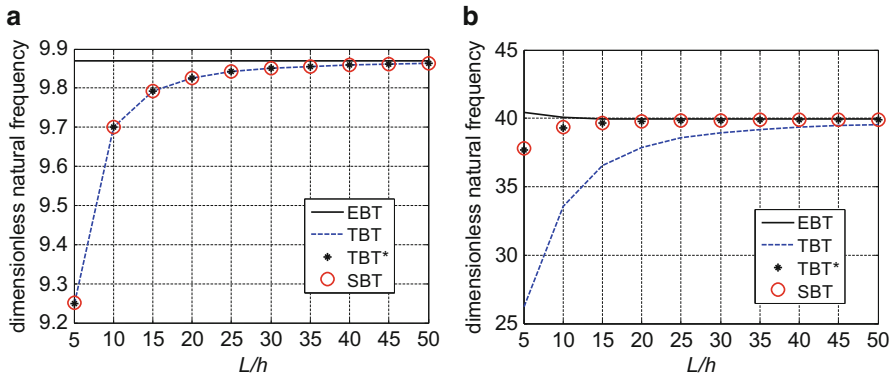 a
dimensionless natural frequency
9.9
9.8
9.7
9.6
9.5
9.4
9.3
9.2
5 10 15 20 25 30 35 40 45 50
L/h
EBT
TBT
TBT*
SBT
b
dimensionless natural frequency
45
40
35
30
25
5 10 15 20 25 30 35 40 45 50
L/h
EBT
TBT
TBT*
SBT